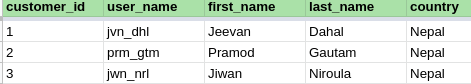 customer_id user_name first_name last_name country
1 jvn_dhl Jeevan Dahal Nepal
2 prm_gtm Pramod Gautam Nepal
3 jwn_nrl Jiwan Niroula Nepal